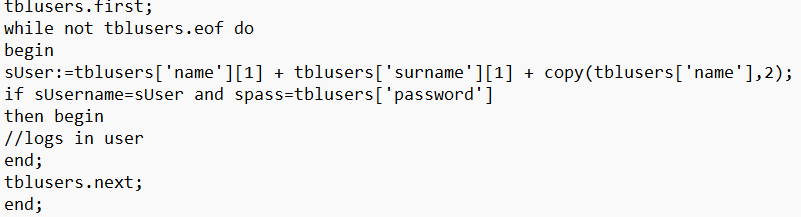 tblusers.first;
while not tblusers.eof do
begin
sUser:=tblusers['name'][1] + tblusers['surname'][1] + copy(tblusers['name'],2);
if sUsername=sUser and spass=tblusers['password']
then begin
//logs in user
end;
tblusers.next;
end;